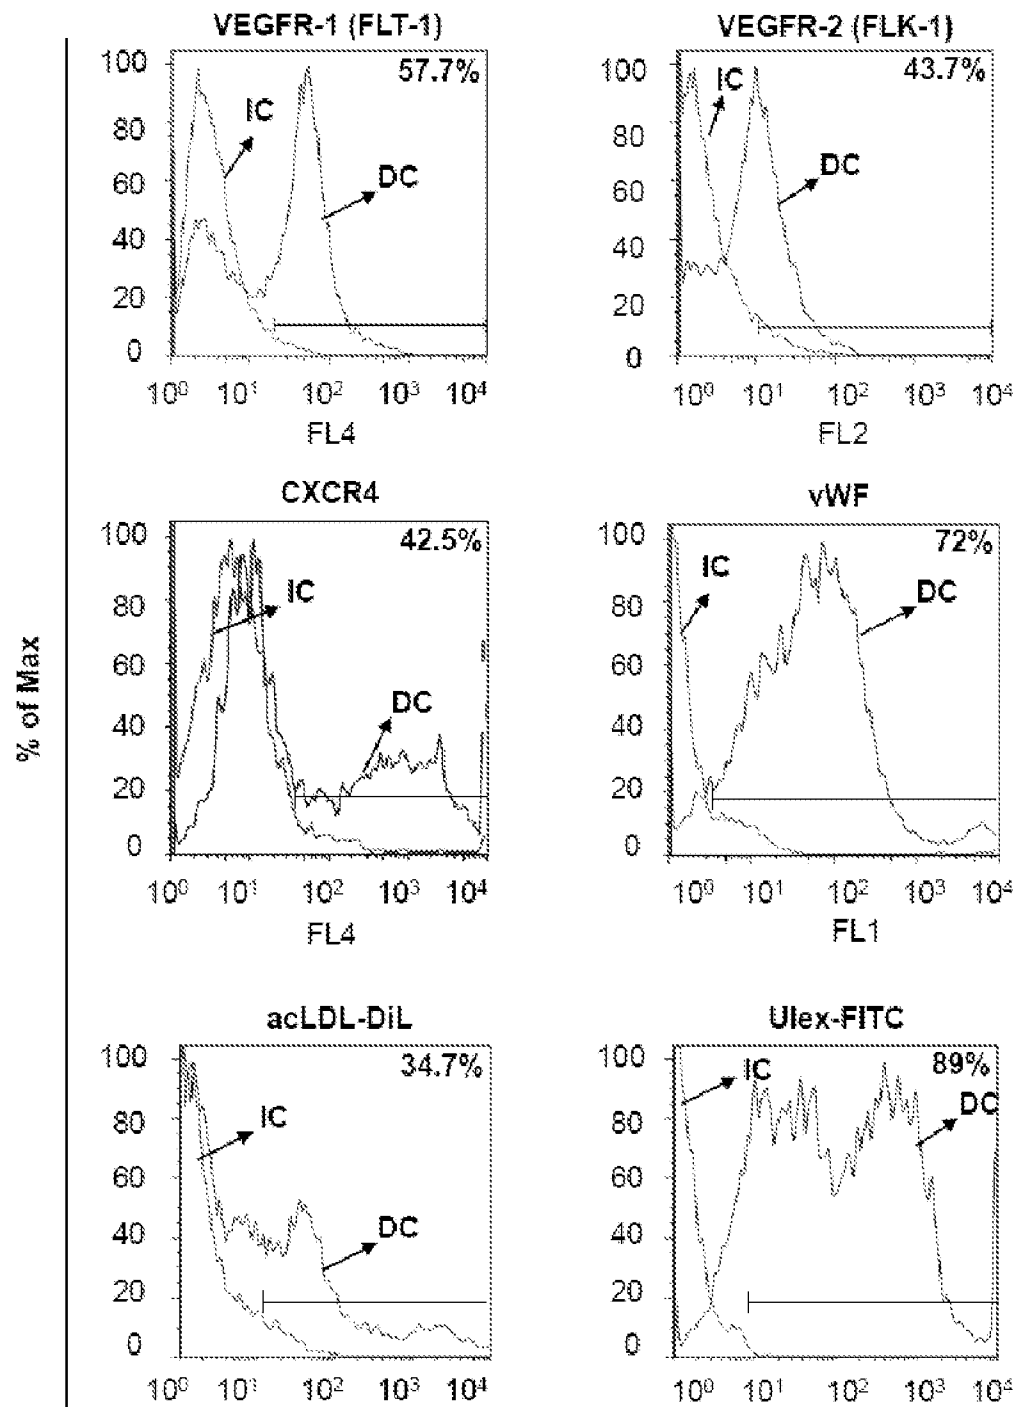 VEGFR-1 (FLT-1)
57.7%
100
80
60
40
20
0
IC
DC
10⁰ 10¹ 10² 10³ 10⁴
FL4
VEGFR-2 (FLK-1)
43.7%
100
80
60
40
20
0
IC
DC
10⁰ 10¹ 10² 10³ 10⁴
FL2
% of Max
CXCR4
42.5%
100
80
60
40
20
0
IC
DC
10⁰ 10¹ 10² 10³ 10⁴
FL4
vWF
72%
100
80
60
40
20
0
IC
DC
10⁰ 10¹ 10² 10³ 10⁴
FL1
acLDL-DiL
34.7%
100
80
60
40
20
0
IC
DC
10⁰ 10¹ 10² 10³ 10⁴
Ulex-FITC
89%
100
80
60
40
20
0
IC
DC
10⁰ 10¹ 10² 10³ 10⁴